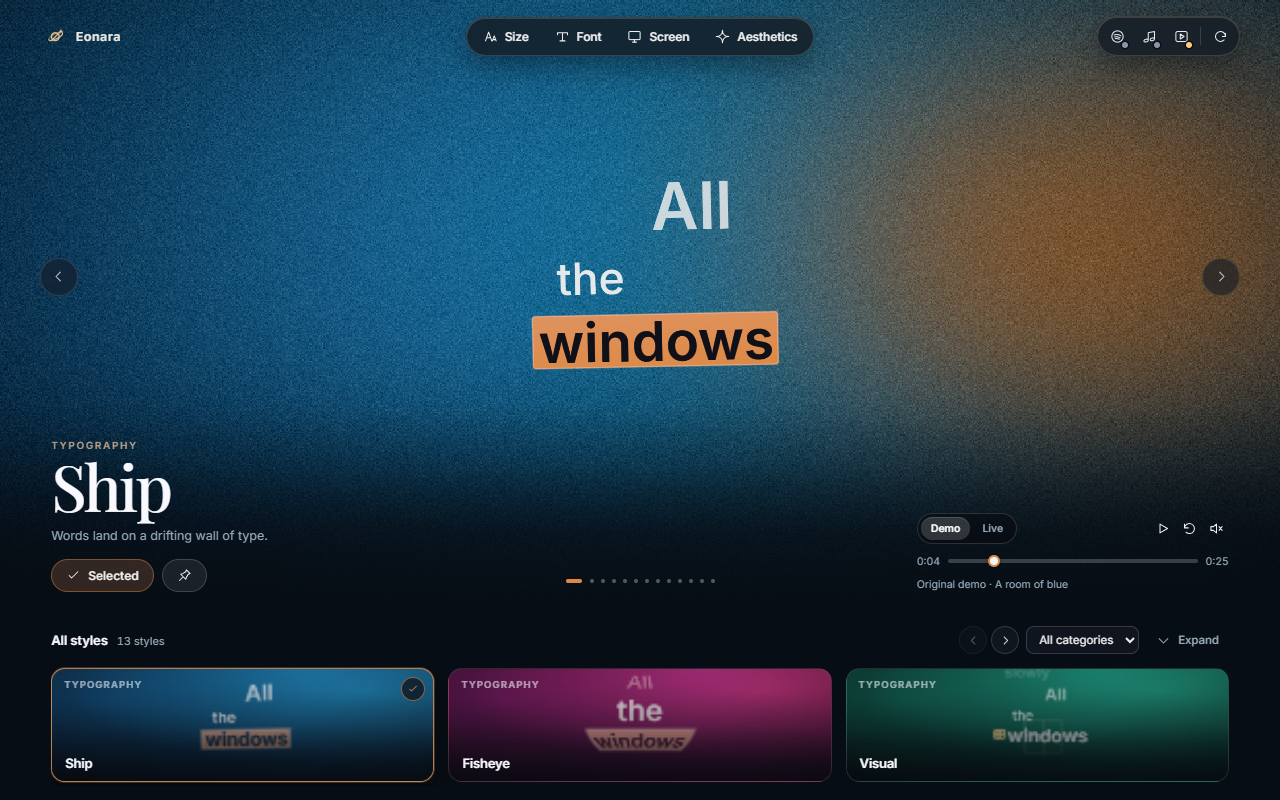 Eonara
Size Font Screen Aesthetics
All
the
windows
TYPOGRAPHY
Ship
Words land on a drifting wall of type.
Selected
Demo Live
0:04 0:25
Original demo · A room of blue
All styles 13 styles
All categories Expand
TYPOGRAPHY
All
the
windows
Ship
TYPOGRAPHY
All
the
windows
Fisheye
TYPOGRAPHY
slowly
All
the
windows
Visual